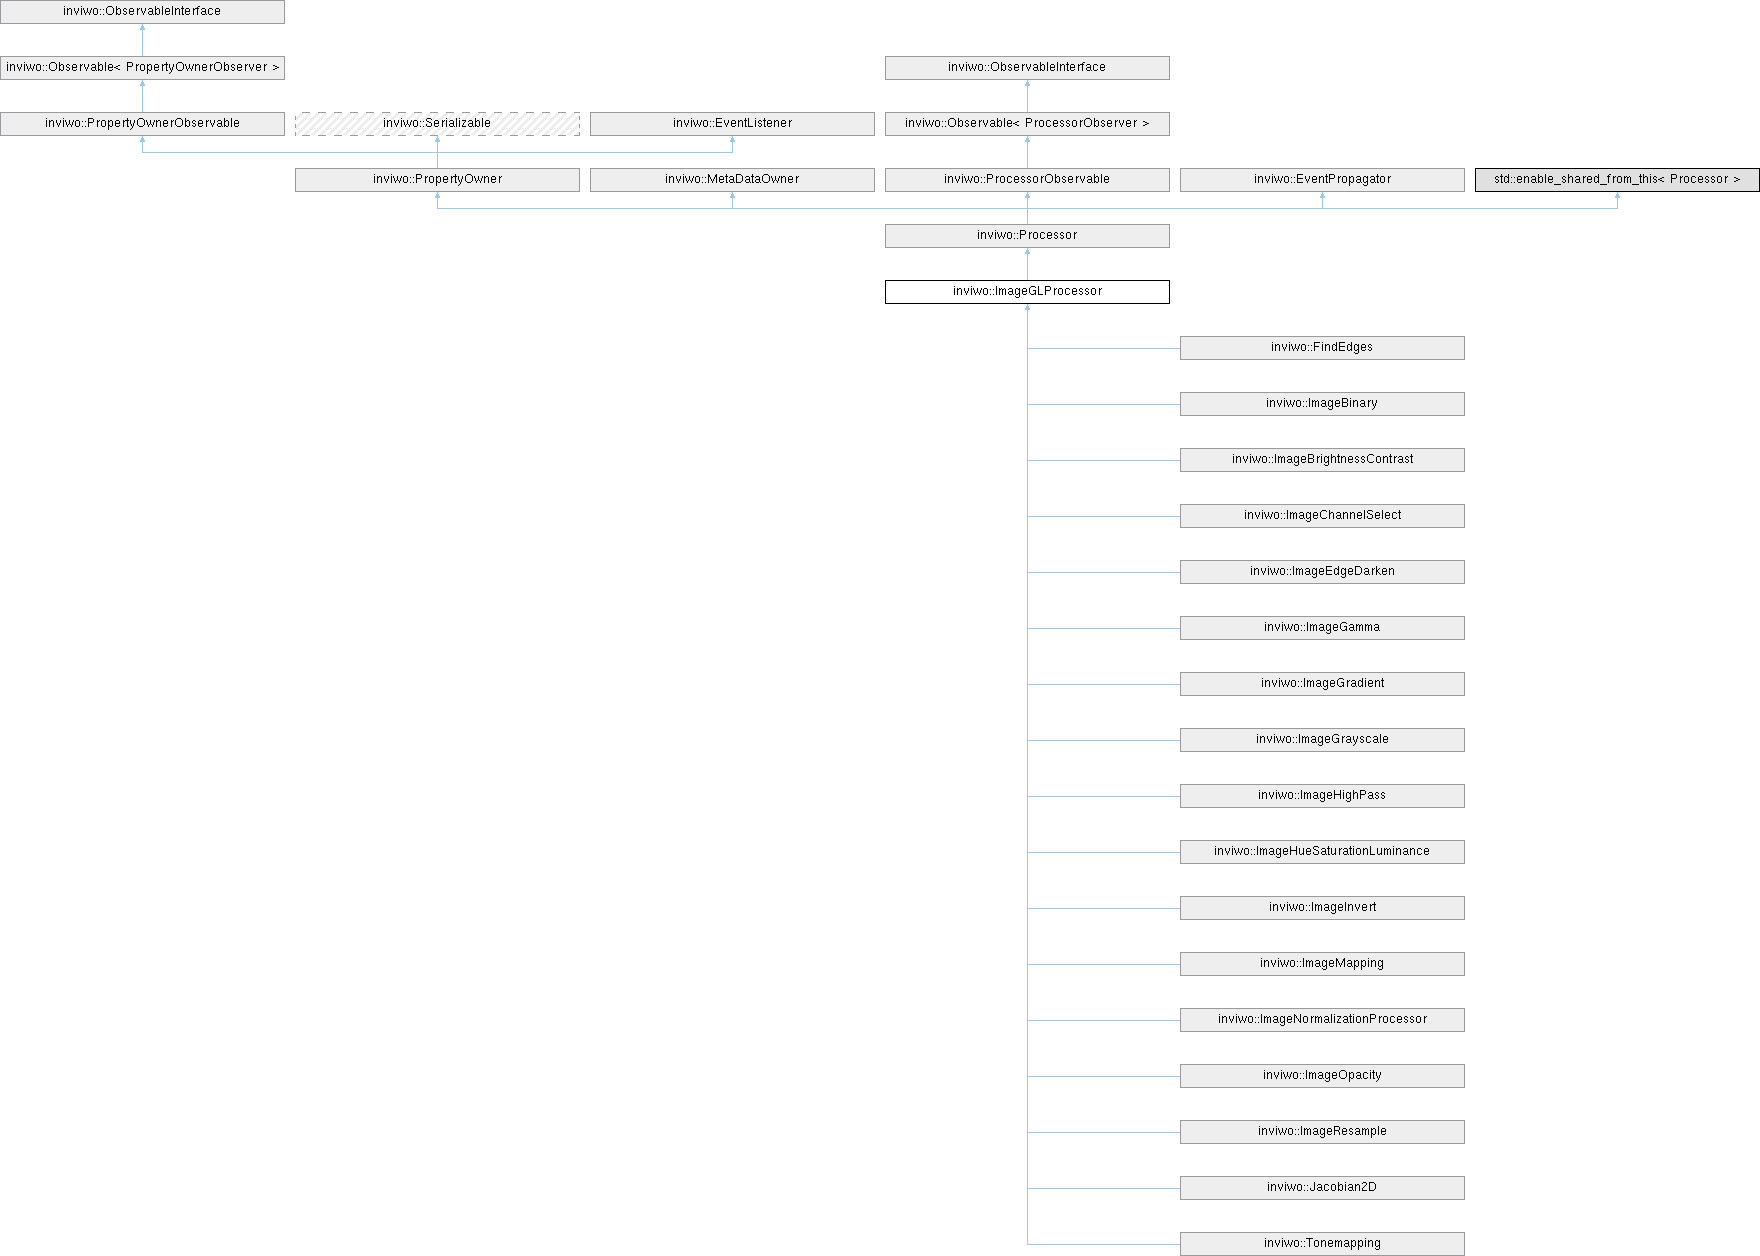 inviwo::ObservableInterface
inviwo::Observable< PropertyOwnerObserver >
inviwo::ObservableInterface
inviwo::PropertyOwnerObservable
inviwo::Serializable
inviwo::EventListener
inviwo::Observable< ProcessorObserver >
inviwo::PropertyOwner
inviwo::MetaDataOwner
inviwo::ProcessorObservable
inviwo::EventPropagator
std::enable_shared_from_this< Processor >
inviwo::Processor
inviwo::ImageGLProcessor
inviwo::FindEdges
inviwo::ImageBinary
inviwo::ImageBrightnessContrast
inviwo::ImageChannelSelect
inviwo::ImageEdgeDarken
inviwo::ImageGamma
inviwo::ImageGradient
inviwo::ImageGrayscale
inviwo::ImageHighPass
inviwo::ImageHueSaturationLuminance
inviwo::ImageInvert
inviwo::ImageMapping
inviwo::ImageNormalizationProcessor
inviwo::ImageOpacity
inviwo::ImageResample
inviwo::Jacobian2D
inviwo::Tonemapping